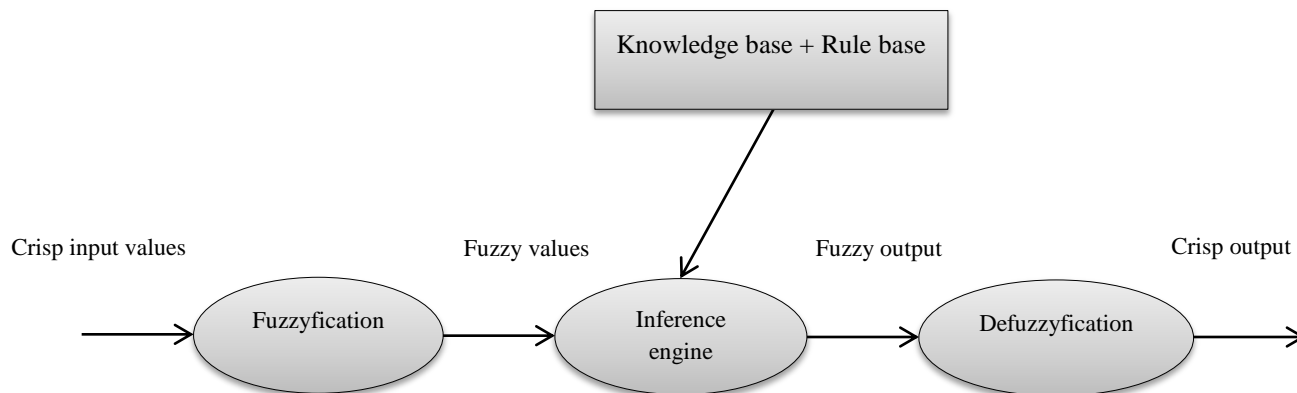 Knowledge base + Rule base
Crisp input values
Fuzzy values
Fuzzy output
Crisp output
Fuzzyfication
Inference
engine
Defuzzyfication